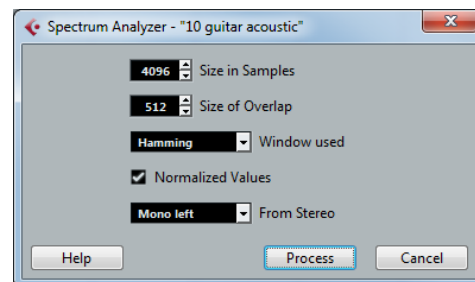 Spectrum Analyzer - "10 guitar acoustic"
4096 Size in Samples
512 Size of Overlap
Hamming Window used
Normalized Values
Mono left From Stereo
Help Process Cancel